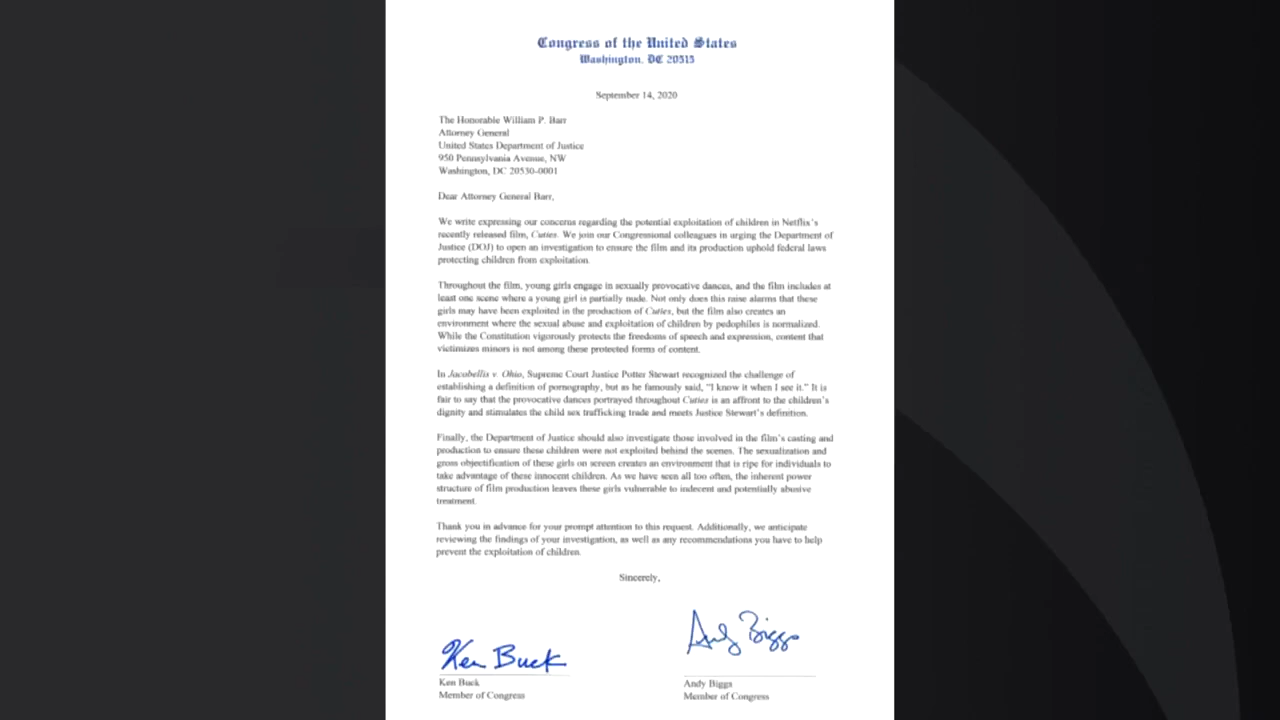 Congress of the United States
Washington, DC 20515
September 14, 2020
The Honorable William P. Barr
Attorney General
United States Department of Justice
950 Pennsylvania Avenue, NW
Washington, DC 20530-0001
Dear Attorney General Barr,
We write expressing our concerns regarding the potential exploitation of children in Netflix's
recently released film, Cuties. We join our Congressional colleagues in urging the Department of
Justice (DOJ) to open an investigation to ensure the film and its production uphold federal laws
protecting children from exploitation.
Throughout the film, young girls engage in sexually provocative dances, and the film includes at
least one scene where a young girl is partially nude. Not only does this raise alarms that these
girls may have been exploited in the production of Cuties, but the film also creates an
environment where the sexual abuse and exploitation of children by pedophiles is normalized.
While the Constitution vigorously protects the freedoms of speech and expression, content that
victimizes minors is not among these protected forms of content.
In Jacobellis v. Ohio, Supreme Court Justice Potter Stewart recognized the challenge of
establishing a definition of pornography, but as he famously said, "I know it when I see it." It is
fair to say that the provocative dances portrayed throughout Cuties is an affront to the children's
dignity and stimulates the child sex trafficking trade and meets Justice Stewart's definition.
Finally, the Department of Justice should also investigate those involved in the film's casting and
production to ensure these children were not exploited behind the scenes. The sexualization and
gross objectification of these girls on screen creates an environment that is ripe for individuals to
take advantage of these innocent children. As we have seen all too often, the inherent power
structure of film production leaves these girls vulnerable to indecent and potentially abusive
treatment.
Thank you in advance for your prompt attention to this request. Additionally, we anticipate
reviewing the findings of your investigation, as well as any recommendations you have to help
prevent the exploitation of children.
Sincerely,
Ken Buck
Andy Biggs
Ken Buck
Member of Congress
Andy Biggs
Member of Congress